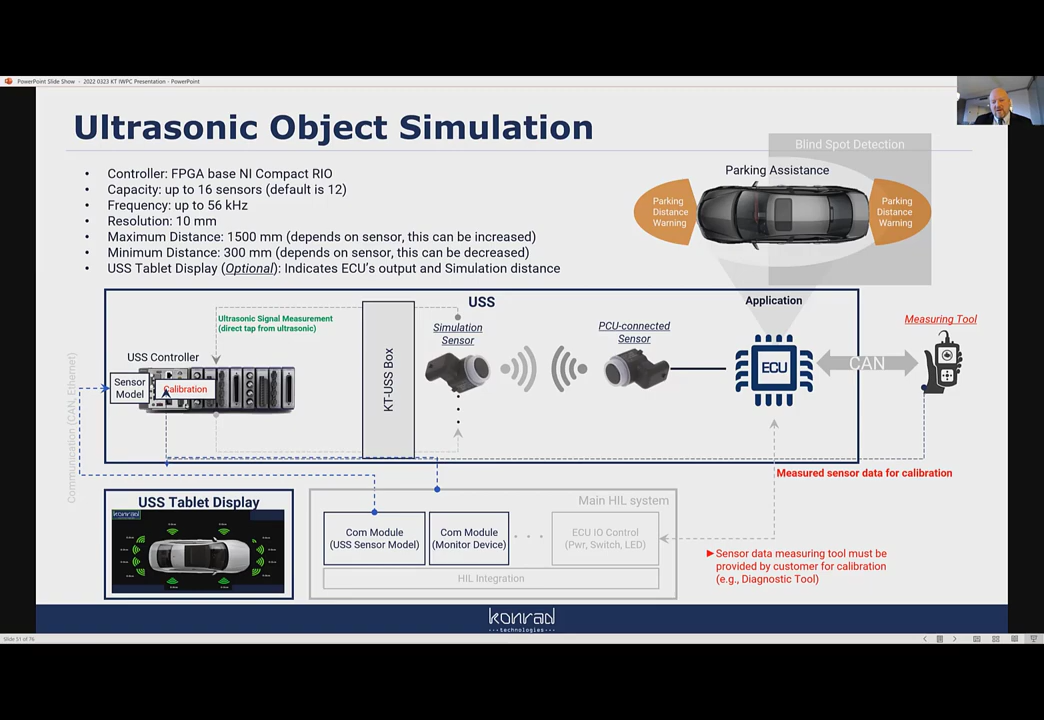 PowerPoint Slide Show - 2022 0323 KT IWPC Presentation - PowerPoint
Ultrasonic Object Simulation
• Controller: FPGA base NI Compact RIO
• Capacity: up to 16 sensors (default is 12)
• Frequency: up to 56 kHz
• Resolution: 10 mm
• Maximum Distance: 1500 mm (depends on sensor, this can be increased)
• Minimum Distance: 300 mm (depends on sensor, this can be decreased)
• USS Tablet Display (Optional): Indicates ECU's output and Simulation distance
Blind Spot Detection
Parking Assistance
Parking
Distance
Warning
Parking
Distance
Warning
USS
Application
Ultrasonic Signal Measurement
(direct tap from ultrasonic)
Simulation
Sensor
PCU-connected
Sensor
Measuring Tool
USS Controller
Sensor
Model
Calibration
KT-USS Box
ECU
CAN
Communication (CAN, Ethernet)
Measured sensor data for calibration
USS Tablet Display
konrad
Main HIL system
Com Module
(USS Sensor Model)
Com Module
(Monitor Device)
ECU IO Control
(Pwr, Switch, LED)
HIL Integration
►Sensor data measuring tool must be
provided by customer for calibration
(e.g., Diagnostic Tool)
konrad
technologies
Slide 51 of 76